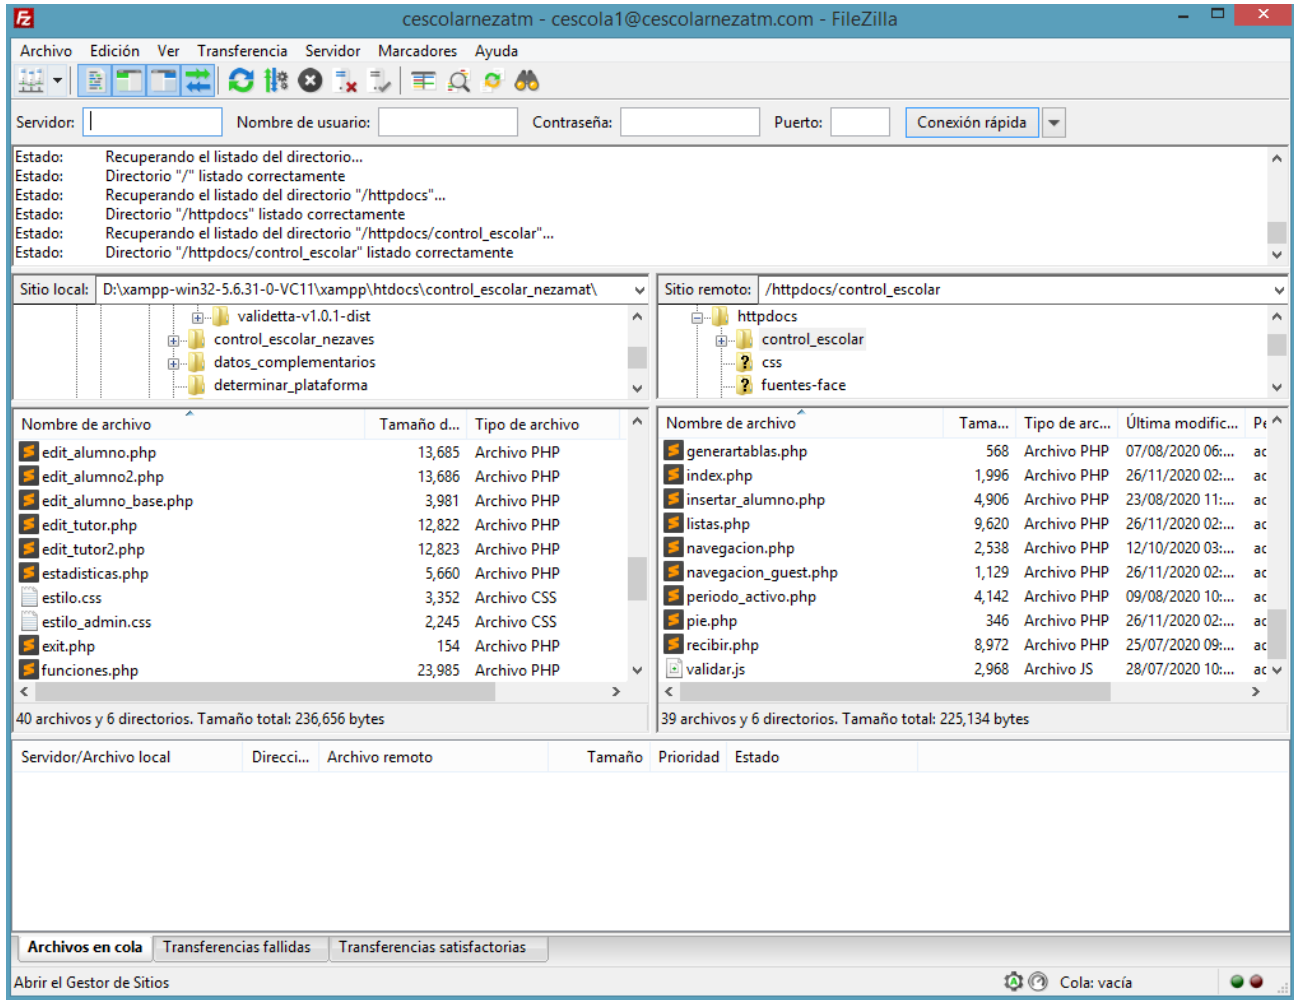 cescolarnezatm - cescola1@cescolarnezatm.com - FileZilla
Archivo Edición Ver Transferencia Servidor Marcadores Ayuda
Servidor: Nombre de usuario: Contraseña: Puerto: Conexión rápida
Estado: Recuperando el listado del directorio...
Estado: Directorio "/" listado correctamente
Estado: Recuperando el listado del directorio "/httpdocs"...
Estado: Directorio "/httpdocs" listado correctamente
Estado: Recuperando el listado del directorio "/httpdocs/control_escolar"...
Estado: Directorio "/httpdocs/control_escolar" listado correctamente
Sitio local: D:\xampp-win32-5.6.31-0-VC11\xampp\htdocs\control_escolar_nezamat\
validetta-v1.0.1-dist
control_escolar_nezaves
datos_complementarios
determinar_plataforma
Nombre de archivo Tamaño d... Tipo de archivo
edit_alumno.php 13,685 Archivo PHP
edit_alumno2.php 13,686 Archivo PHP
edit_alumno_base.php 3,981 Archivo PHP
edit_tutor.php 12,822 Archivo PHP
edit_tutor2.php 12,823 Archivo PHP
estadisticas.php 5,660 Archivo PHP
estilo.css 3,352 Archivo CSS
estilo_admin.css 2,245 Archivo CSS
exit.php 154 Archivo PHP
funciones.php 23,985 Archivo PHP
40 archivos y 6 directorios. Tamaño total: 236,656 bytes
Sitio remoto: /httpdocs/control_escolar
httpdocs
control_escolar
? css
? fuentes-face
Nombre de archivo Tama... Tipo de arc... Última modific... Pe
generartablas.php 568 Archivo PHP 07/08/2020 06:... ac
index.php 1,996 Archivo PHP 26/11/2020 02:... ac
insertar_alumno.php 4,906 Archivo PHP 23/08/2020 11:... ac
listas.php 9,620 Archivo PHP 26/11/2020 02:... ac
navegacion.php 2,538 Archivo PHP 12/10/2020 03:... ac
navegacion_guest.php 1,129 Archivo PHP 26/11/2020 02:... ac
periodo_activo.php 4,142 Archivo PHP 09/08/2020 10:... ac
pie.php 346 Archivo PHP 26/11/2020 02:... ac
recibir.php 8,972 Archivo PHP 25/07/2020 09:... ac
validar.js 2,968 Archivo JS 28/07/2020 10:... ac
39 archivos y 6 directorios. Tamaño total: 225,134 bytes
Servidor/Archivo local Direcci... Archivo remoto Tamaño Prioridad Estado
Archivos en cola Transferencias fallidas Transferencias satisfactorias
Abrir el Gestor de Sitios Cola: vacía